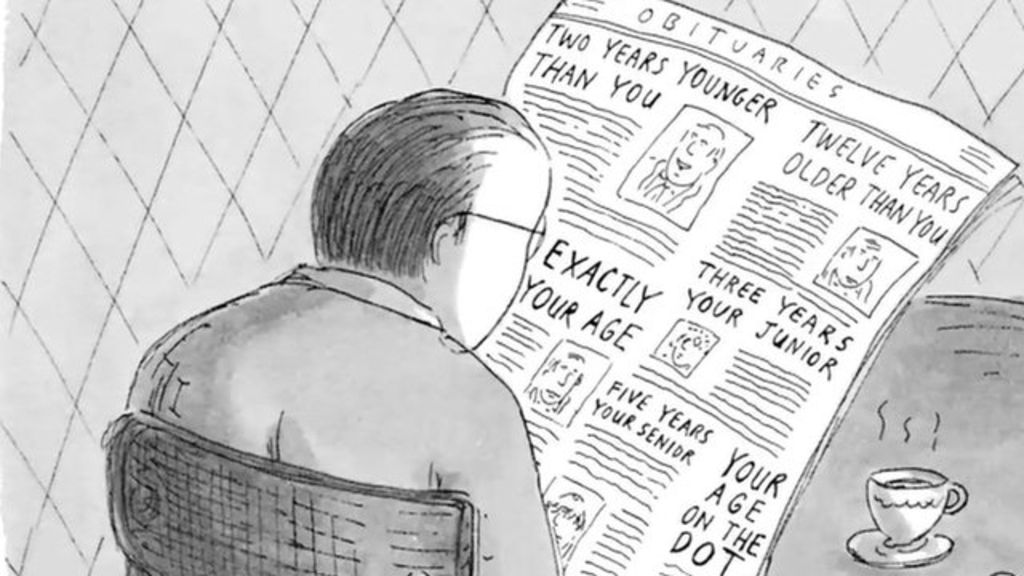 OBITUARIES
TWO YEARS YOUNGER
THAN YOU
TWELVE YEARS
OLDER THAN YOU
EXACTLY
YOUR AGE
THREE YEARS
YOUR JUNIOR
FIVE YEARS
YOUR SENIOR
YOUR
AGE
ON THE
DOT